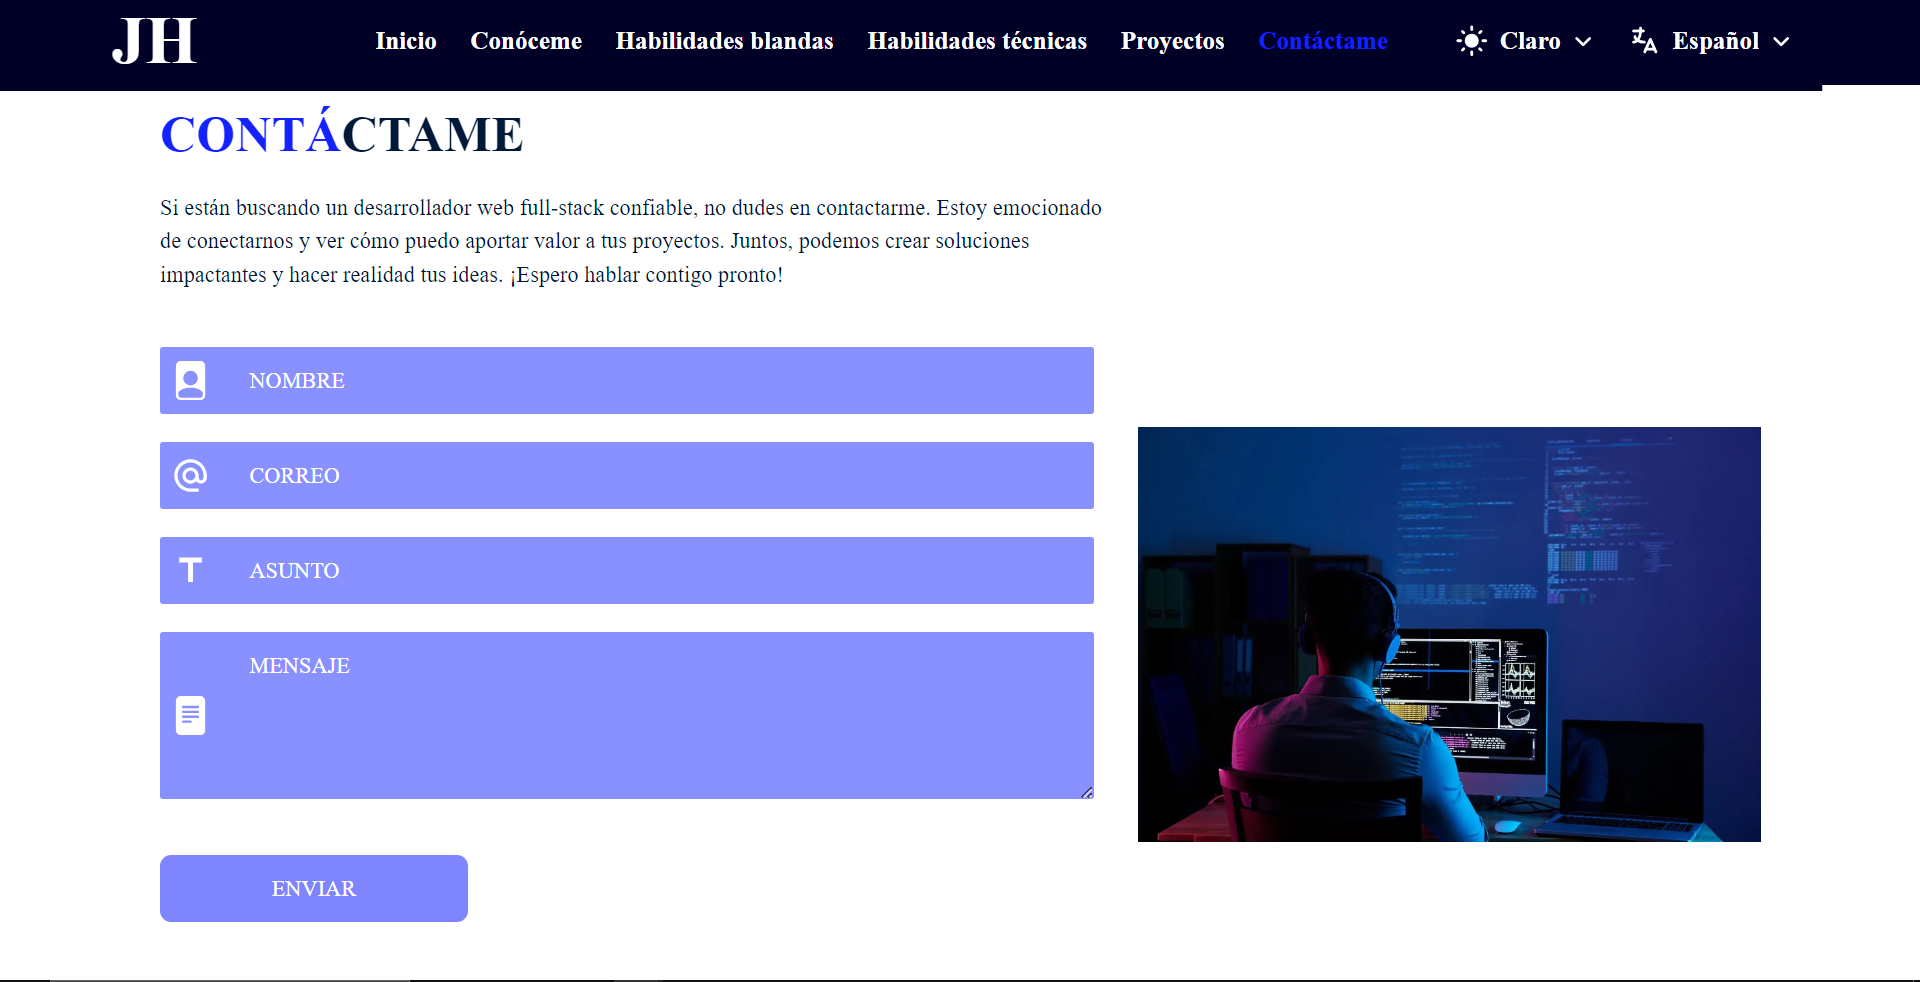 JH
Inicio Conóceme Habilidades blandas Habilidades técnicas Proyectos Contáctame Claro Español
CONTÁCTAME
Si están buscando un desarrollador web full-stack confiable, no dudes en contactarme. Estoy emocionado
de conectarnos y ver cómo puedo aportar valor a tus proyectos. Juntos, podemos crear soluciones
impactantes y hacer realidad tus ideas. ¡Espero hablar contigo pronto!
NOMBRE
CORREO
ASUNTO
MENSAJE
ENVIAR